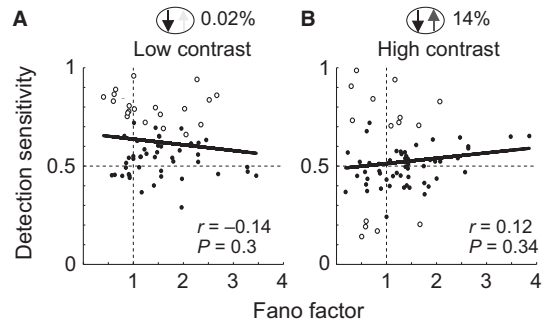 A 0.02%
Low contrast
B 14%
High contrast
Detection sensitivity
1
0.5
0
r = –0.14
P = 0.3
1 2 3 4
1
0.5
0
r = 0.12
P = 0.34
1 2 3 4
Fano factor